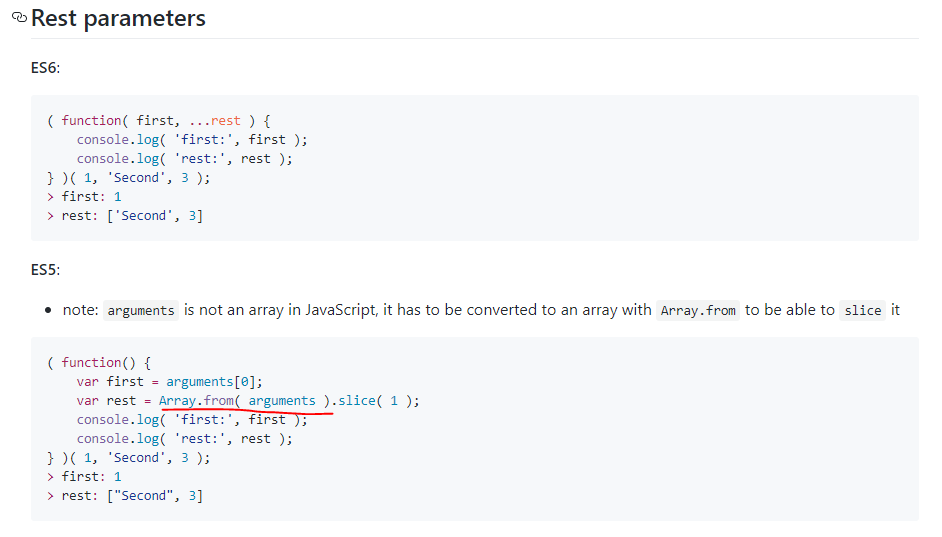 Rest parameters
ES6:
( function( first, ...rest ) {
    console.log( 'first:', first );
    console.log( 'rest:', rest );
} )( 1, 'Second', 3 );
> first: 1
> rest: ['Second', 3]
ES5:
• note: arguments is not an array in JavaScript, it has to be converted to an array with Array.from to be able to slice it
( function() {
    var first = arguments[0];
    var rest = Array.from( arguments ).slice( 1 );
    console.log( 'first:', first );
    console.log( 'rest:', rest );
} )( 1, 'Second', 3 );
> first: 1
> rest: ["Second", 3]